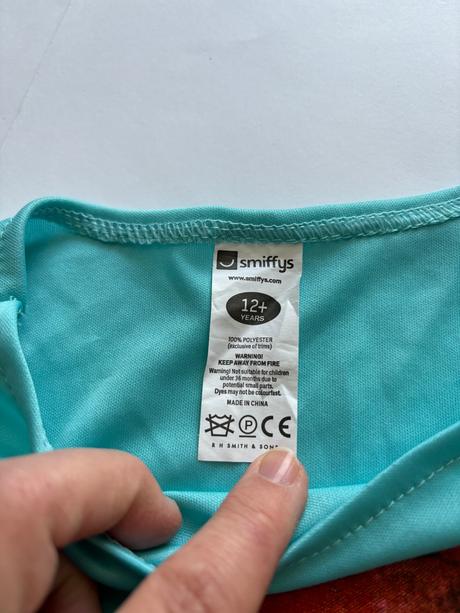 smiffys
www.smiffys.com
12+
YEARS
100% POLYESTER
(exclusive of trims)
WARNING!
KEEP AWAY FROM FIRE
Warning! Not suitable for children
under 36 months due to
potential small parts.
Dyes may not be colourfast.
MADE IN CHINA
P CE
R H SMITH & SONS